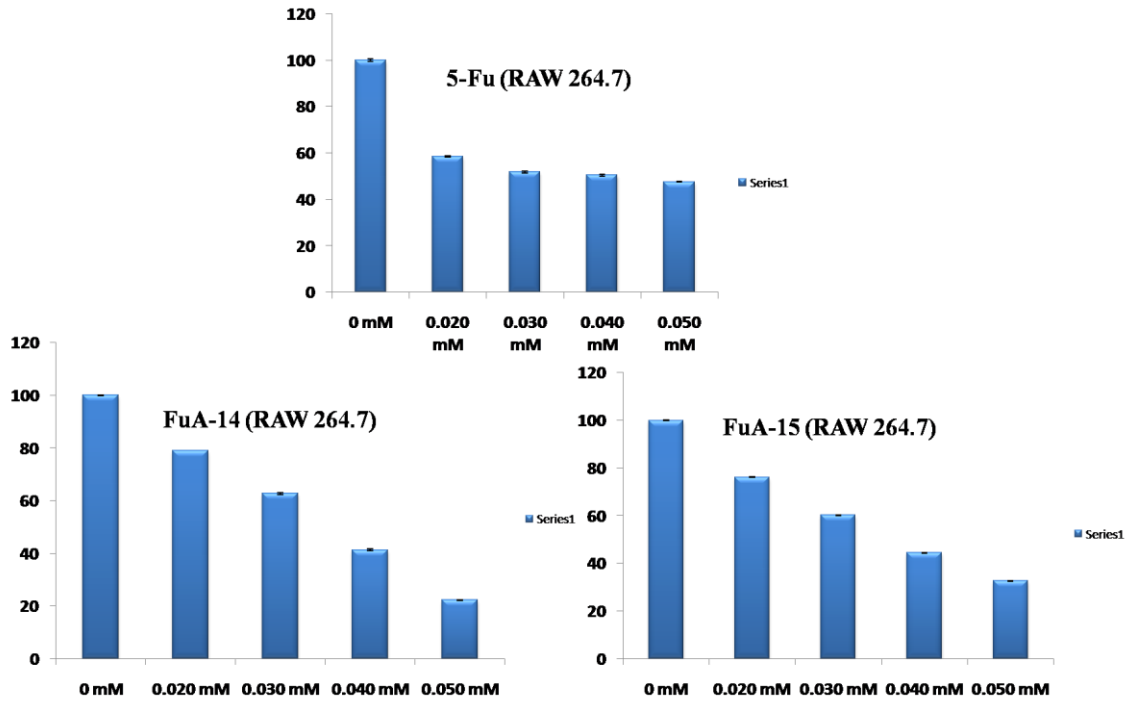 120
100
80
60
40
20
0
5-Fu (RAW 264.7)
Series1
0 mM
0.020 mM
0.030 mM
0.040 mM
0.050 mM
120
100
80
60
40
20
0
FuA-14 (RAW 264.7)
Series1
0 mM 0.020 mM 0.030 mM 0.040 mM 0.050 mM
120
100
80
60
40
20
0
FuA-15 (RAW 264.7)
Series1
0 mM 0.020 mM 0.030 mM 0.040 mM 0.050 mM